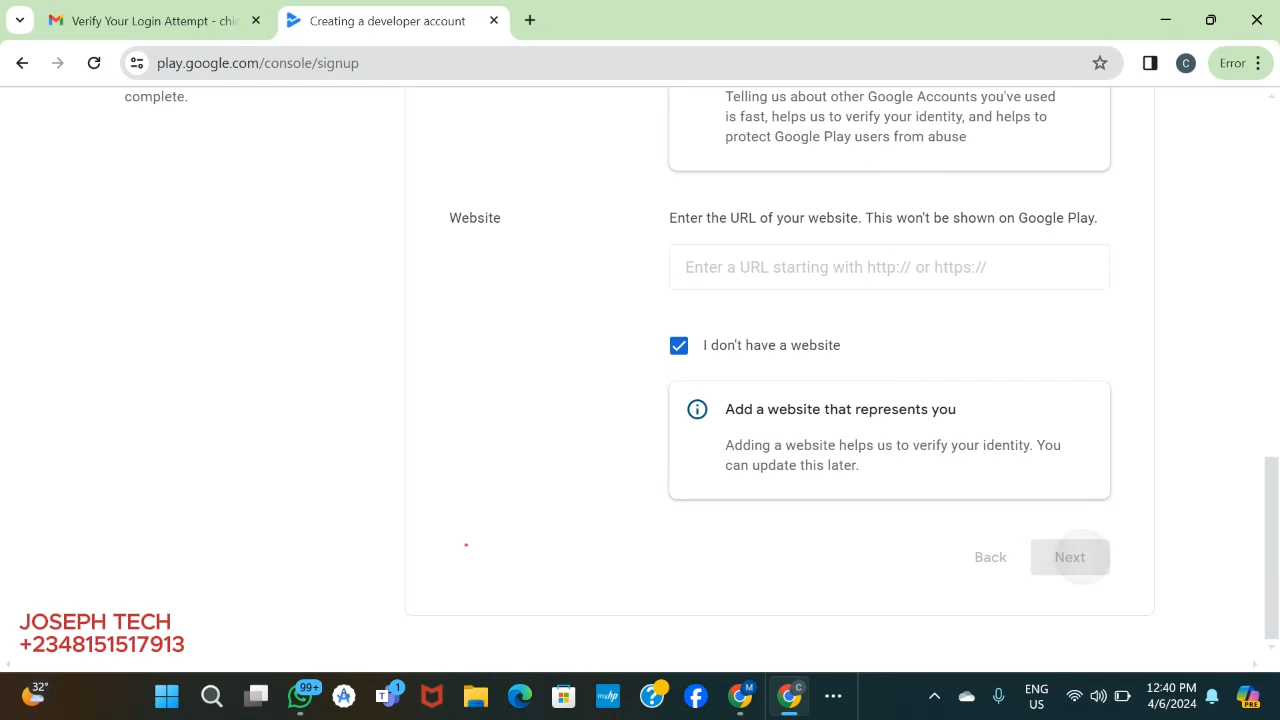 Verify Your Login Attempt - chi
Creating a developer account
play.google.com/console/signup
C
Error
complete.
Telling us about other Google Accounts you've used
is fast, helps us to verify your identity, and helps to
protect Google Play users from abuse
Website
Enter the URL of your website. This won't be shown on Google Play.
Enter a URL starting with http:// or https://
I don't have a website
Add a website that represents you
Adding a website helps us to verify your identity. You
can update this later.
Back
Next
JOSEPH TECH
+2348151517913
32°
99+
T
1
myhp
M
C
ENG
US
12:40 PM
4/6/2024
PRE